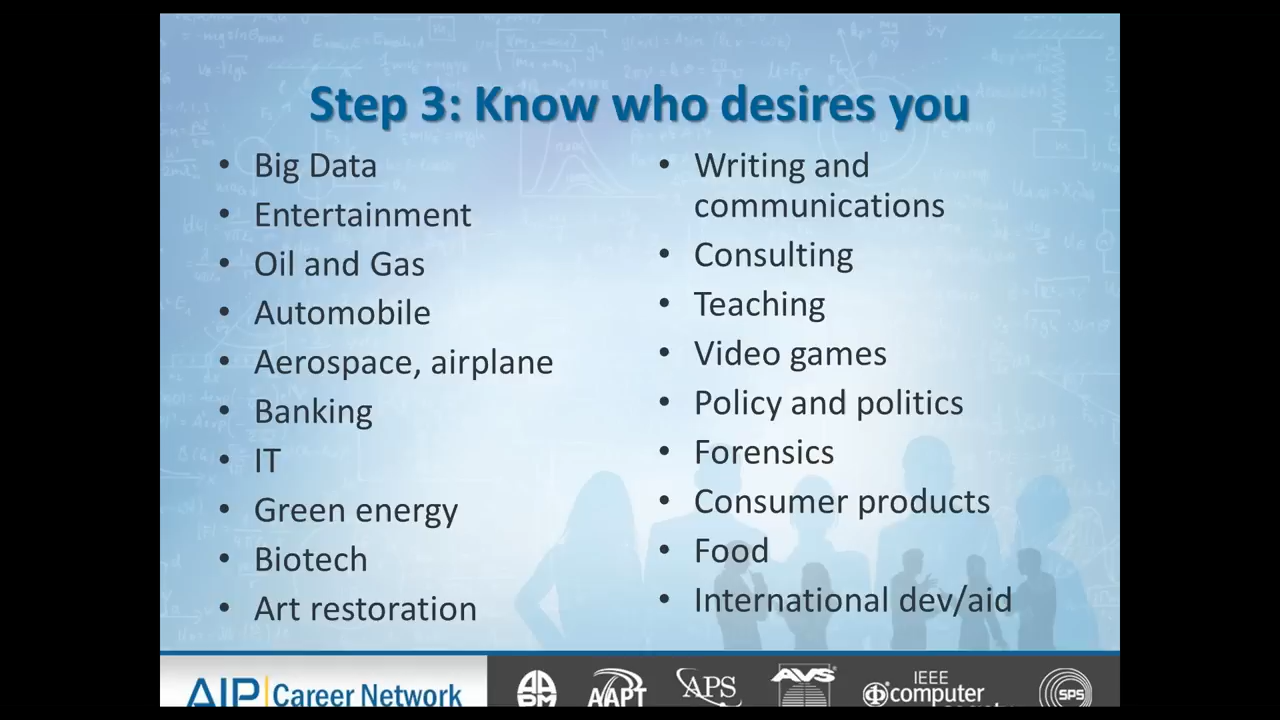 Step 3: Know who desires you
• Big Data
• Entertainment
• Oil and Gas
• Automobile
• Aerospace, airplane
• Banking
• IT
• Green energy
• Biotech
• Art restoration
• Writing and
communications
• Consulting
• Teaching
• Video games
• Policy and politics
• Forensics
• Consumer products
• Food
• International dev/aid
AIP | Career Network
AAPT
APS
AVS
IEEE
computer
society
SPS